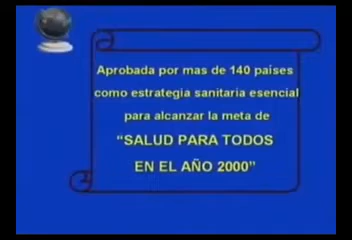 Aprobada por mas de 140 países
como estrategia sanitaria esencial
para alcanzar la meta de
“SALUD PARA TODOS
EN EL AÑO 2000”